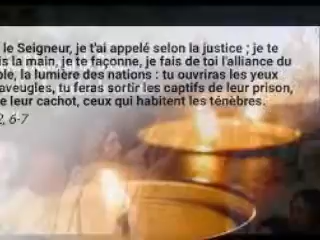 le Seigneur, je t'ai appelé selon la justice ; je te
is la main, je te façonne, je fais de toi l'alliance du
ple, la lumière des nations : tu ouvriras les yeux
aveugles, tu feras sortir les captifs de leur prison,
e leur cachot, ceux qui habitent les ténèbres.
2, 6-7